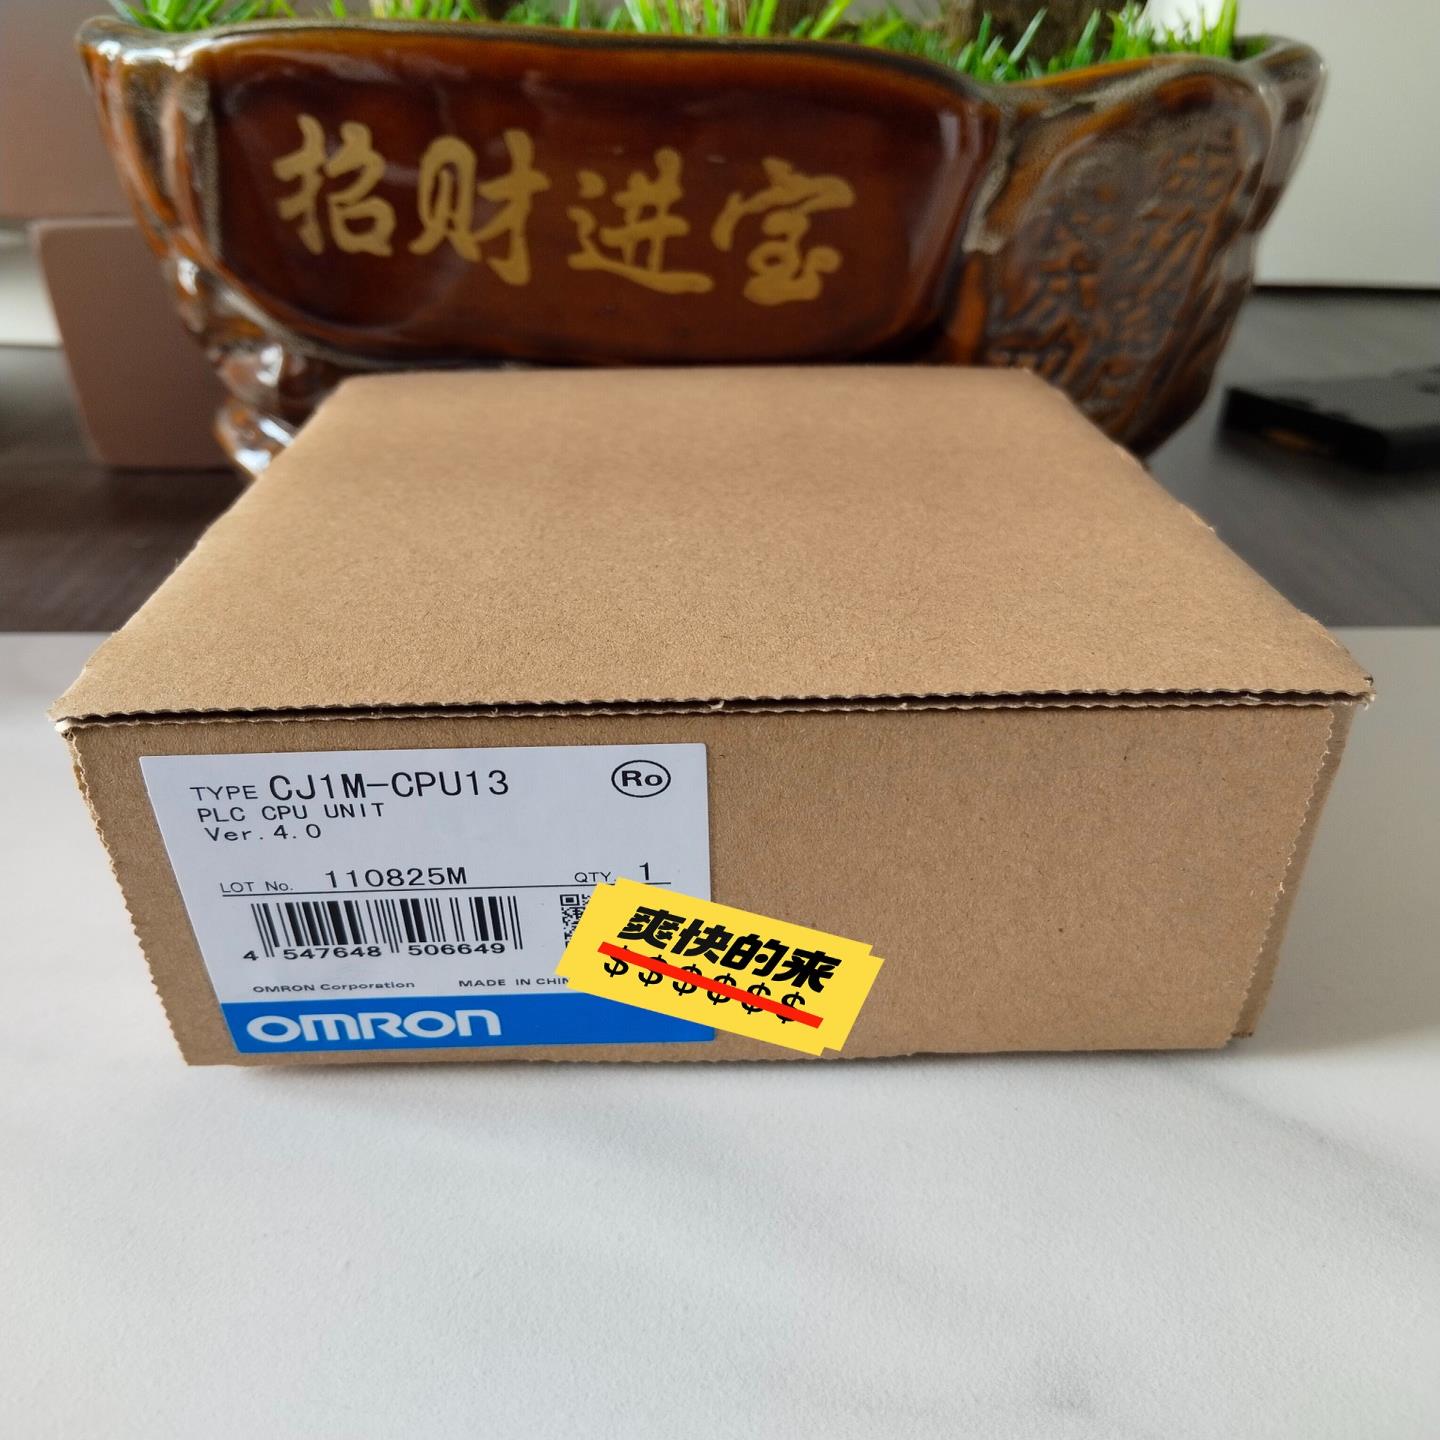 招财进宝
TYPE CJ1M-CPU13
Ro
PLC CPU UNIT
Ver.4.0
LOT No. 110825M
QTY. 1
4 547648 506649
OMRON Corporation
MADE IN CHIN
OMRON
爽快的来
$$$$$$